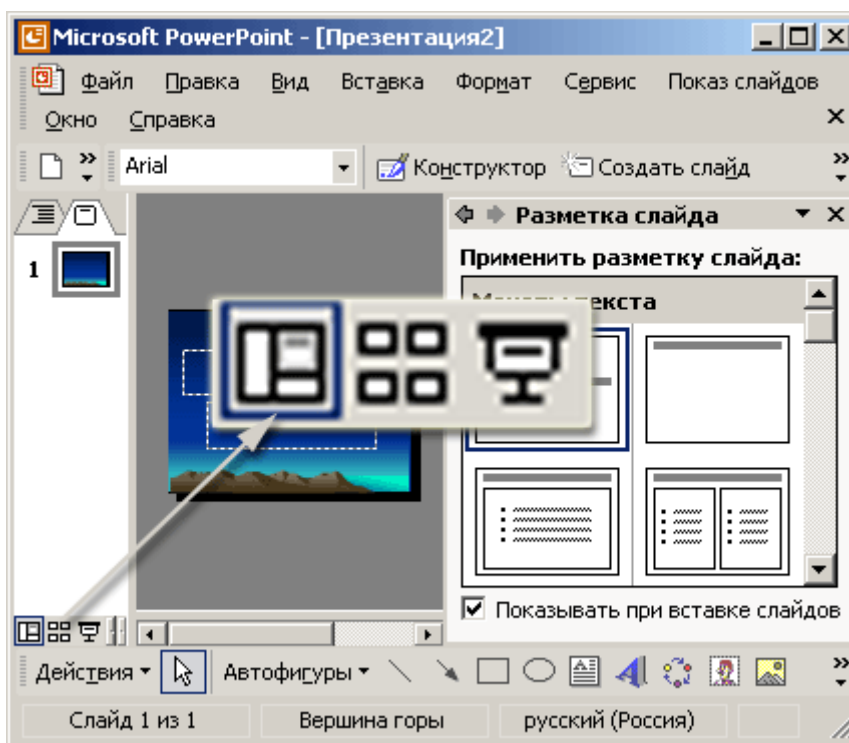 Microsoft PowerPoint - [Презентация2]
Файл Правка Вид Вставка Формат Сервис Показ слайдов
Окно Справка
Arial Конструктор Создать слайд
Разметка слайда
1
Применить разметку слайда:
текста
Показывать при вставке слайдов
Действия Автофигуры
Слайд 1 из 1 Вершина горы русский (Россия)